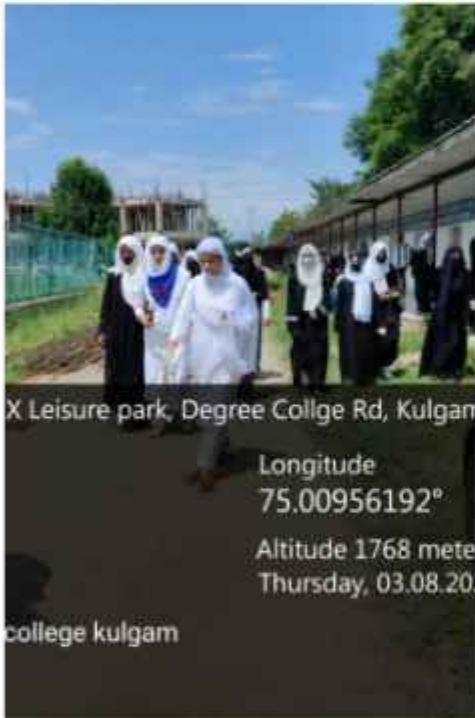 X Leisure park, Degree Collge Rd, Kulgam
Longitude
75.00956192°
Altitude 1768 mete
Thursday, 03.08.20
college kulgam